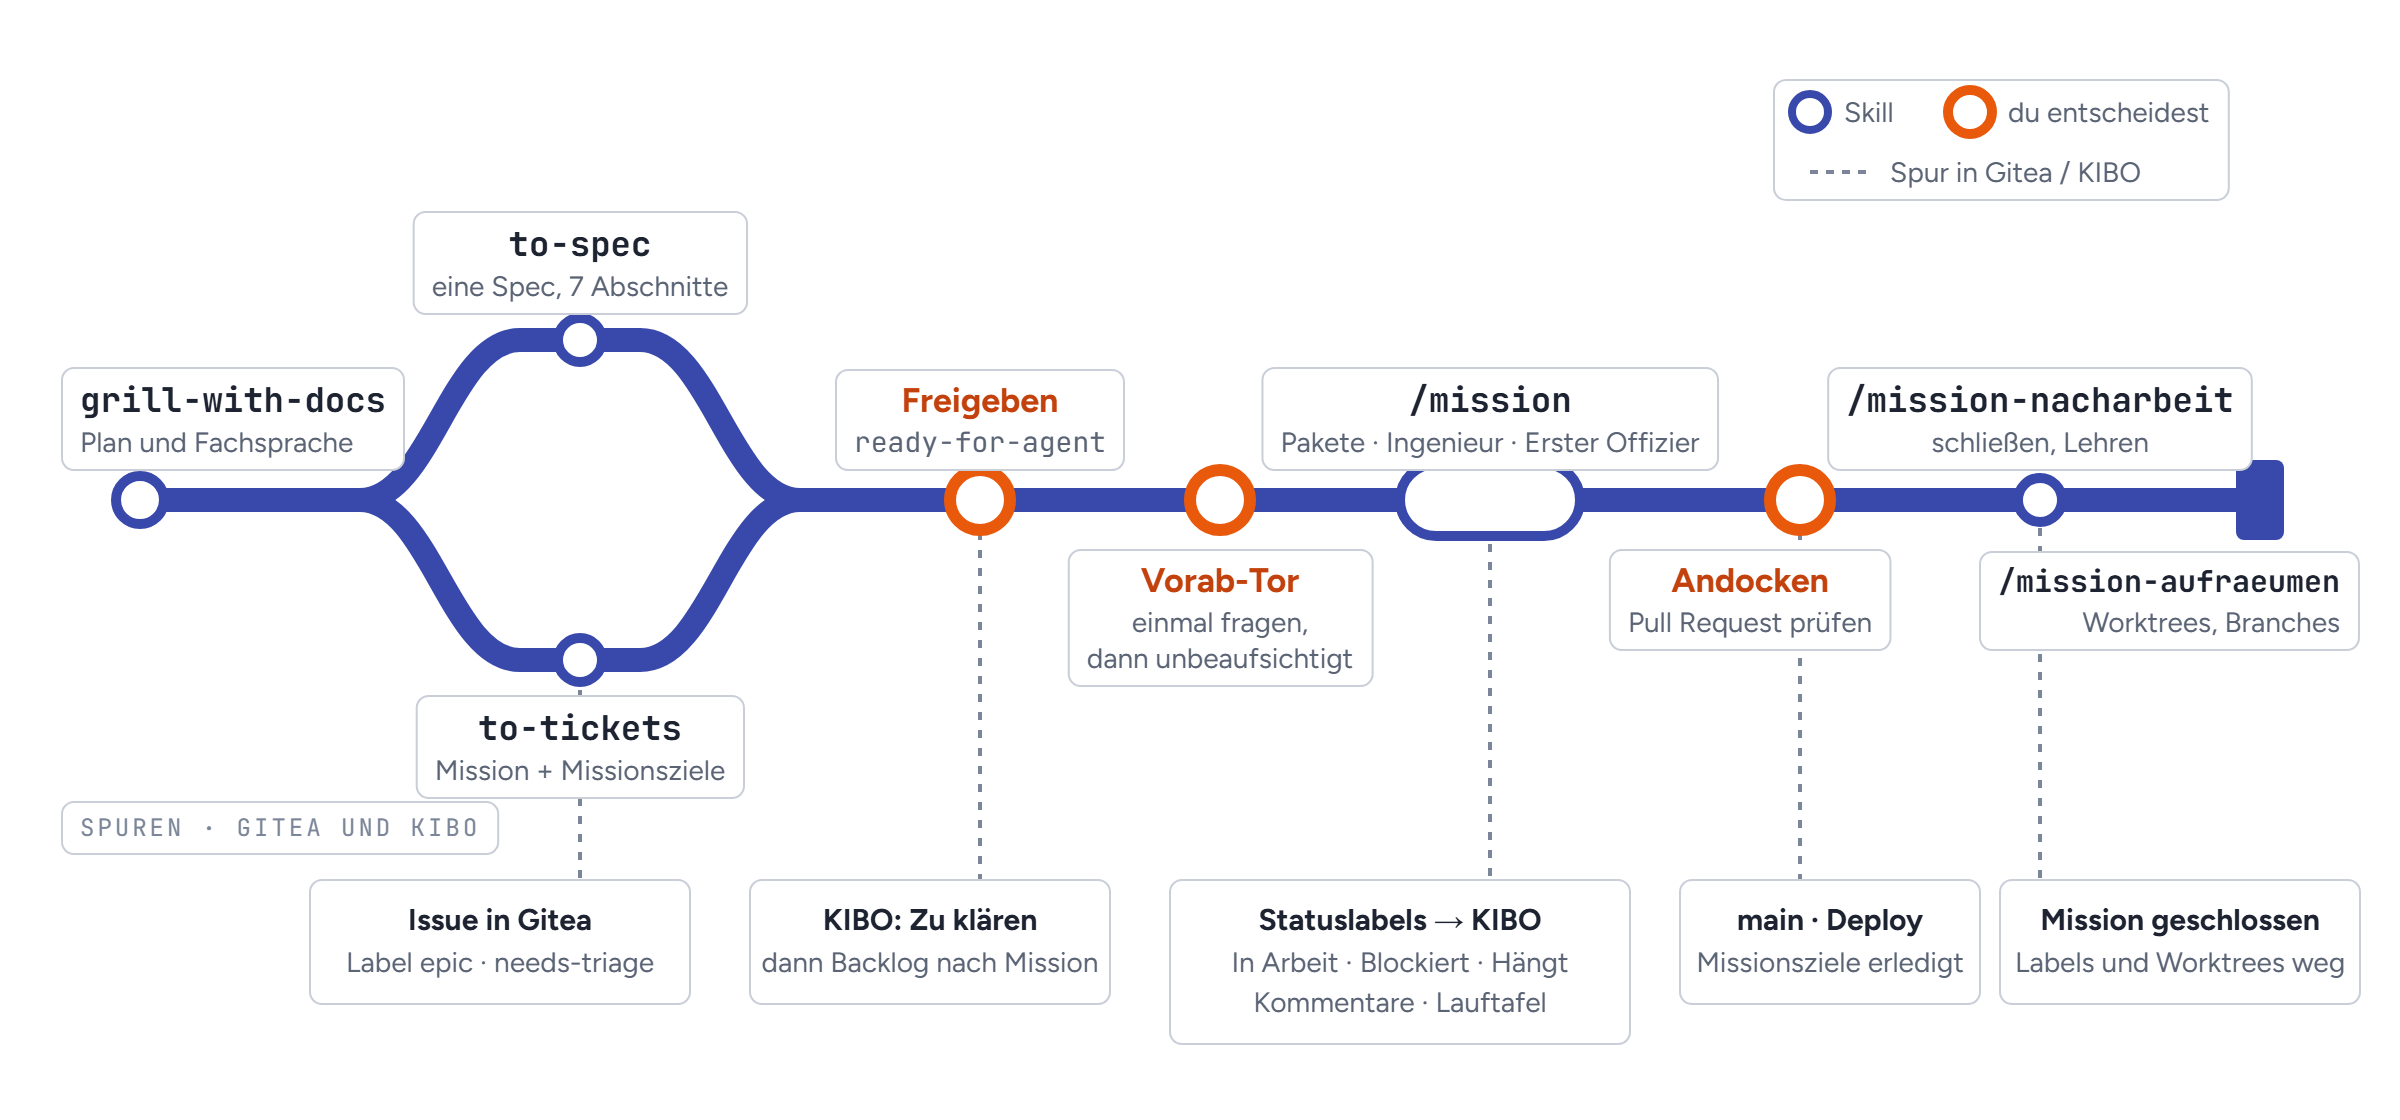 Skill
du entscheidest
Spur in Gitea / KIBO
to-spec
eine Spec, 7 Abschnitte
grill-with-docs
Plan und Fachsprache
Freigeben
ready-for-agent
/mission
Pakete · Ingenieur · Erster Offizier
/mission-nacharbeit
schließen, Lehren
Vorab-Tor
einmal fragen,
dann unbeaufsichtigt
Andocken
Pull Request prüfen
/mission-aufraeumen
Worktrees, Branches
to-tickets
Mission + Missionsziele
SPUREN · GITEA UND KIBO
Issue in Gitea
Label epic · needs-triage
KIBO: Zu klären
dann Backlog nach Mission
Statuslabels → KIBO
In Arbeit · Blockiert · Hängt
Kommentare · Lauftafel
main · Deploy
Missionsziele erledigt
Mission geschlossen
Labels und Worktrees weg